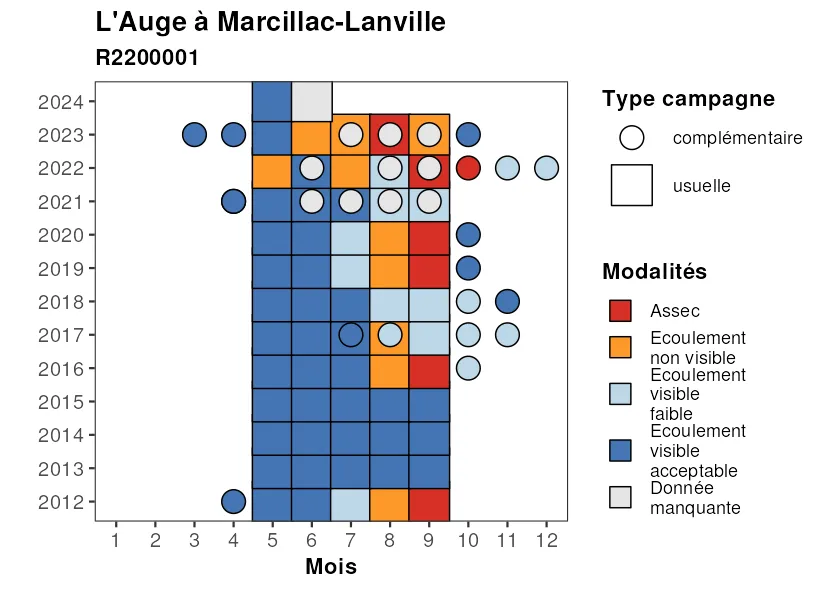 L'Auge à Marcillac-Lanville
R2200001
2024
2023
2022
2021
2020
2019
2018
2017
2016
2015
2014
2013
2012
1 2 3 4 5 6 7 8 9 10 11 12
Mois
Type campagne
complémentaire
usuelle
Modalités
Assec
Ecoulement
non visible
Ecoulement
visible
faible
Ecoulement
visible
acceptable
Donnée
manquante